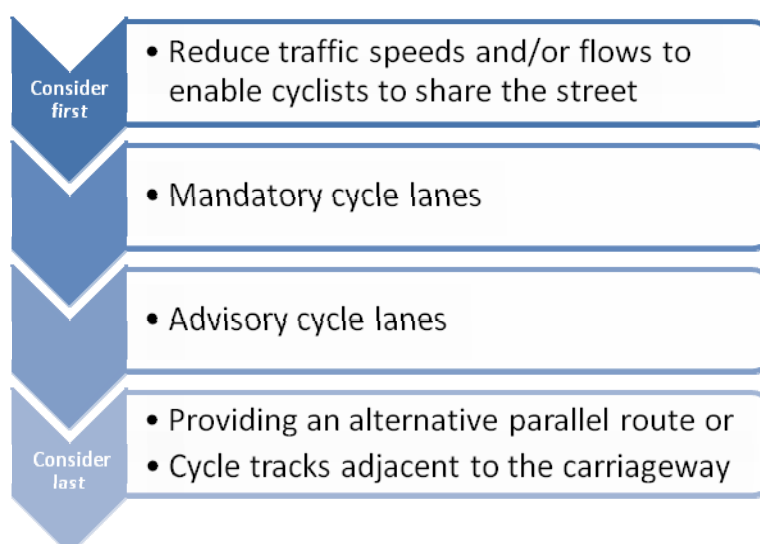 Consider
first
• Reduce traffic speeds and/or flows to
enable cyclists to share the street
• Mandatory cycle lanes
• Advisory cycle lanes
Consider
last
• Providing an alternative parallel route or
• Cycle tracks adjacent to the carriageway